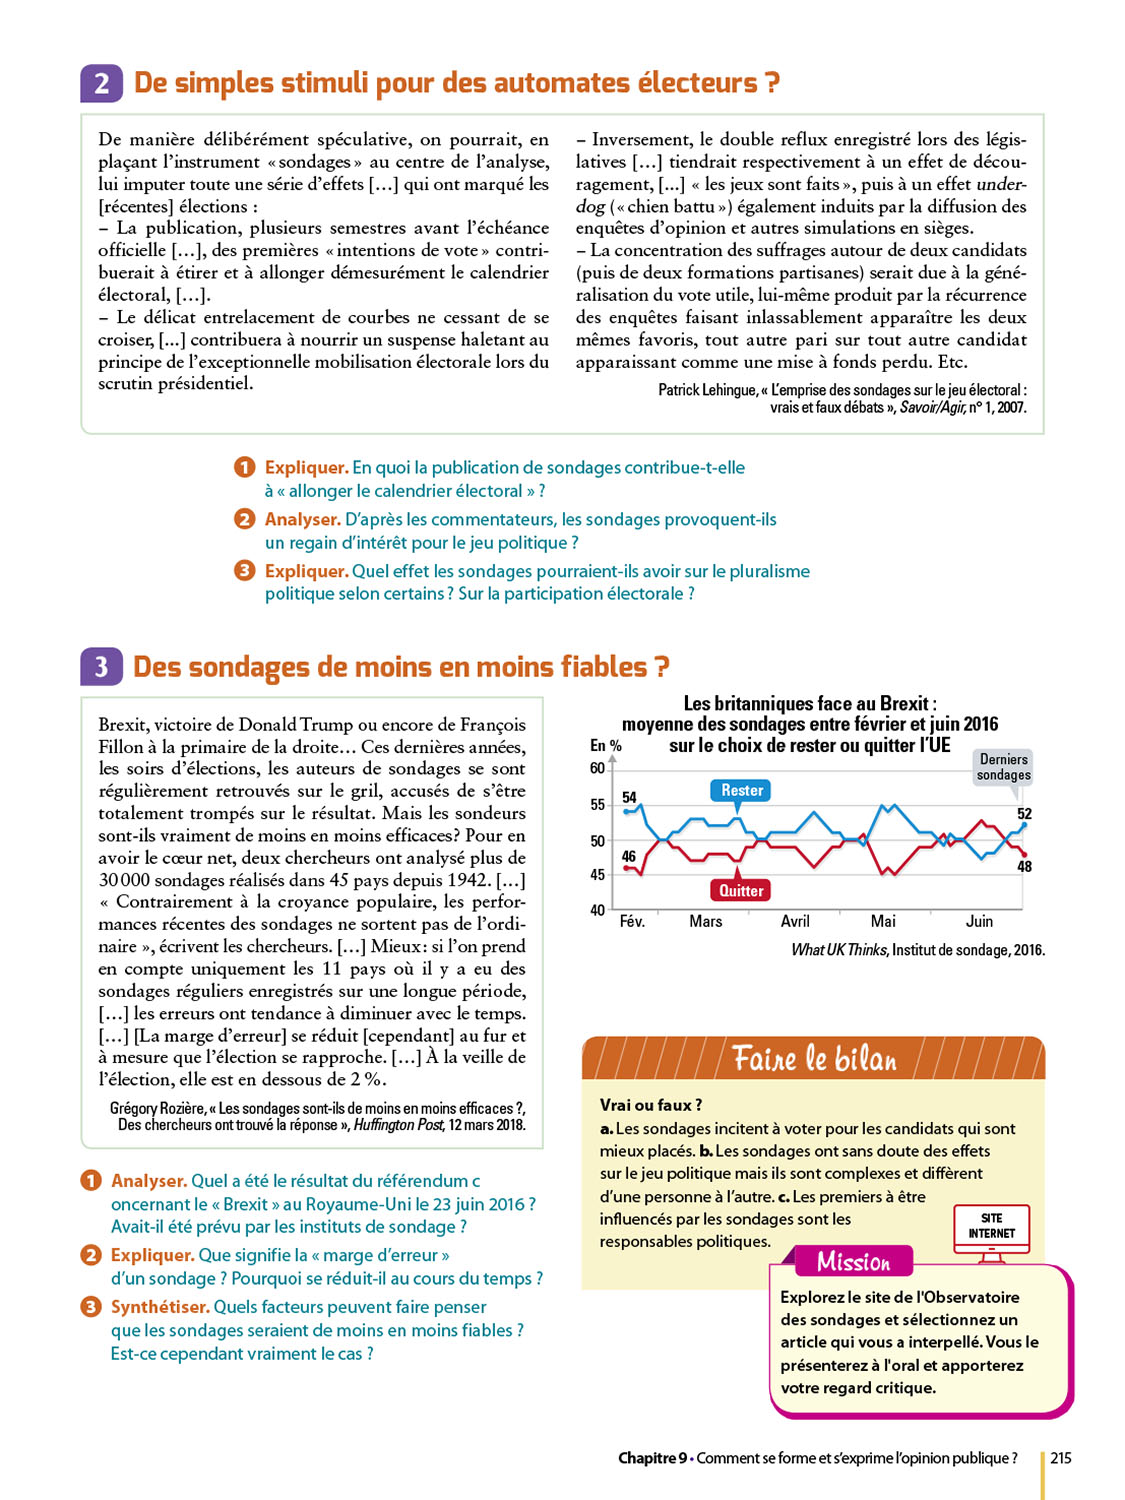 2 De simples stimuli pour des automates électeurs ?
De manière délibérément spéculative, on pourrait, en
plaçant l'instrument « sondages » au centre de l'analyse,
lui imputer toute une série d'effets […] qui ont marqué les
[récentes] élections :
– La publication, plusieurs semestres avant l'échéance
officielle […], des premières « intentions de vote » contri-
buerait à étirer et à allonger démesurément le calendrier
électoral, […].
– Le délicat entrelacement de courbes ne cessant de se
croiser, [...] contribuera à nourrir un suspense haletant au
principe de l'exceptionnelle mobilisation électorale lors du
scrutin présidentiel.
– Inversement, le double reflux enregistré lors des légis-
latives […] tiendrait respectivement à un effet de décou-
ragement, [...] « les jeux sont faits », puis à un effet under-
dog (« chien battu ») également induits par la diffusion des
enquêtes d'opinion et autres simulations en sièges.
– La concentration des suffrages autour de deux candidats
(puis de deux formations partisanes) serait due à la géné-
ralisation du vote utile, lui-même produit par la récurrence
des enquêtes faisant inlassablement apparaître les deux
mêmes favoris, tout autre pari sur tout autre candidat
apparaissant comme une mise à fonds perdu. Etc.
Patrick Lehingue, « L'emprise des sondages sur le jeu électoral :
vrais et faux débats », Savoir/Agir, n° 1, 2007.
1 Expliquer. En quoi la publication de sondages contribue-t-elle
à « allonger le calendrier électoral » ?
2 Analyser. D'après les commentateurs, les sondages provoquent-ils
un regain d'intérêt pour le jeu politique ?
3 Expliquer. Quel effet les sondages pourraient-ils avoir sur le pluralisme
politique selon certains ? Sur la participation électorale ?
3 Des sondages de moins en moins fiables ?
Brexit, victoire de Donald Trump ou encore de François
Fillon à la primaire de la droite… Ces dernières années,
les soirs d'élections, les auteurs de sondages se sont
régulièrement retrouvés sur le gril, accusés de s'être
totalement trompés sur le résultat. Mais les sondeurs
sont-ils vraiment de moins en moins efficaces? Pour en
avoir le cœur net, deux chercheurs ont analysé plus de
30 000 sondages réalisés dans 45 pays depuis 1942. […]
« Contrairement à la croyance populaire, les perfor-
mances récentes des sondages ne sortent pas de l'ordi-
naire », écrivent les chercheurs. […] Mieux : si l'on prend
en compte uniquement les 11 pays où il y a eu des
sondages réguliers enregistrés sur une longue période,
[…] les erreurs ont tendance à diminuer avec le temps.
[…] [La marge d'erreur] se réduit [cependant] au fur et
à mesure que l'élection se rapproche. […] À la veille de
l'élection, elle est en dessous de 2 %.
Grégory Rozière, « Les sondages sont-ils de moins en moins efficaces ?,
Des chercheurs ont trouvé la réponse », Huffington Post, 12 mars 2018.
1 Analyser. Quel a été le résultat du référendum c
oncernant le « Brexit » au Royaume-Uni le 23 juin 2016 ?
Avait-il été prévu par les instituts de sondage ?
2 Expliquer. Que signifie la « marge d'erreur »
d'un sondage ? Pourquoi se réduit-il au cours du temps ?
3 Synthétiser. Quels facteurs peuvent faire penser
que les sondages seraient de moins en moins fiables ?
Est-ce cependant vraiment le cas ?
Les britanniques face au Brexit :
moyenne des sondages entre février et juin 2016
sur le choix de rester ou quitter l'UE
En %
Derniers
sondages
60
55
50
45
40
54
46
Rester
Quitter
52
48
Fév. Mars Avril Mai Juin
What UK Thinks, Institut de sondage, 2016.
Faire le bilan
Vrai ou faux ?
a. Les sondages incitent à voter pour les candidats qui sont
mieux placés. b. Les sondages ont sans doute des effets
sur le jeu politique mais ils sont complexes et diffèrent
d'une personne à l'autre. c. Les premiers à être
influencés par les sondages sont les
responsables politiques.
SITE
INTERNET
Mission
Explorez le site de l'Observatoire
des sondages et sélectionnez un
article qui vous a interpellé. Vous le
présenterez à l'oral et apporterez
votre regard critique.
Chapitre 9 • Comment se forme et s'exprime l'opinion publique ? 215